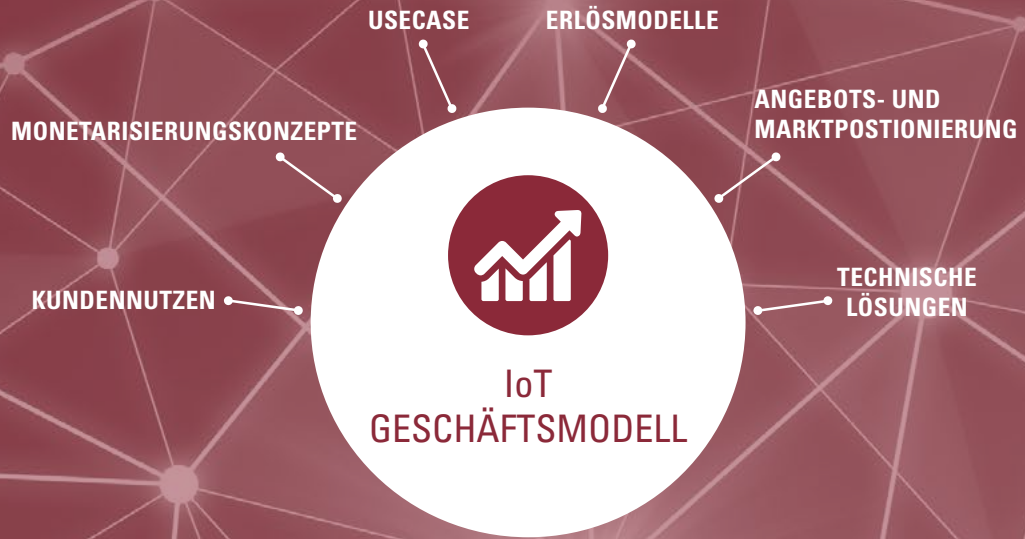 USECASE
ERLÖSMODELLE
MONETARISIERUNGSKONZEPTE
ANGEBOTS- UND
MARKTPOSTIONIERUNG
KUNDENNUTZEN
TECHNISCHE
LÖSUNGEN
IoT
GESCHÄFTSMODELL